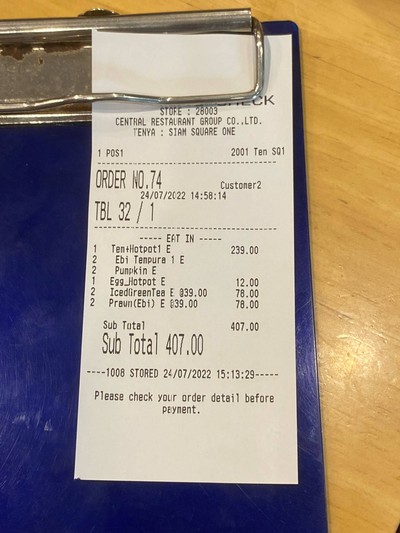 CHECK
STORE : 28003
CENTRAL RESTAURANT GROUP CO.,LTD.
TENYA : SIAM SQUARE ONE
1 POS1 2001 Ten SQ1
ORDER NO.74 Customer2
24/07/2022 14:58:14
TBL 32 / 1
----- EAT IN -----
1 Ten+Hotpot1 E 239.00
2 Ebi Tempura 1 E
2 Pumpkin E
1 Egg_Hotpot E 12.00
2 IcedGreenTea E @39.00 78.00
2 Prawn(Ebi) E @39.00 78.00
Sub Total 407.00
Sub Total 407.00
----1008 STORED 24/07/2022 15:13:29-----
Please check your order detail before
payment.